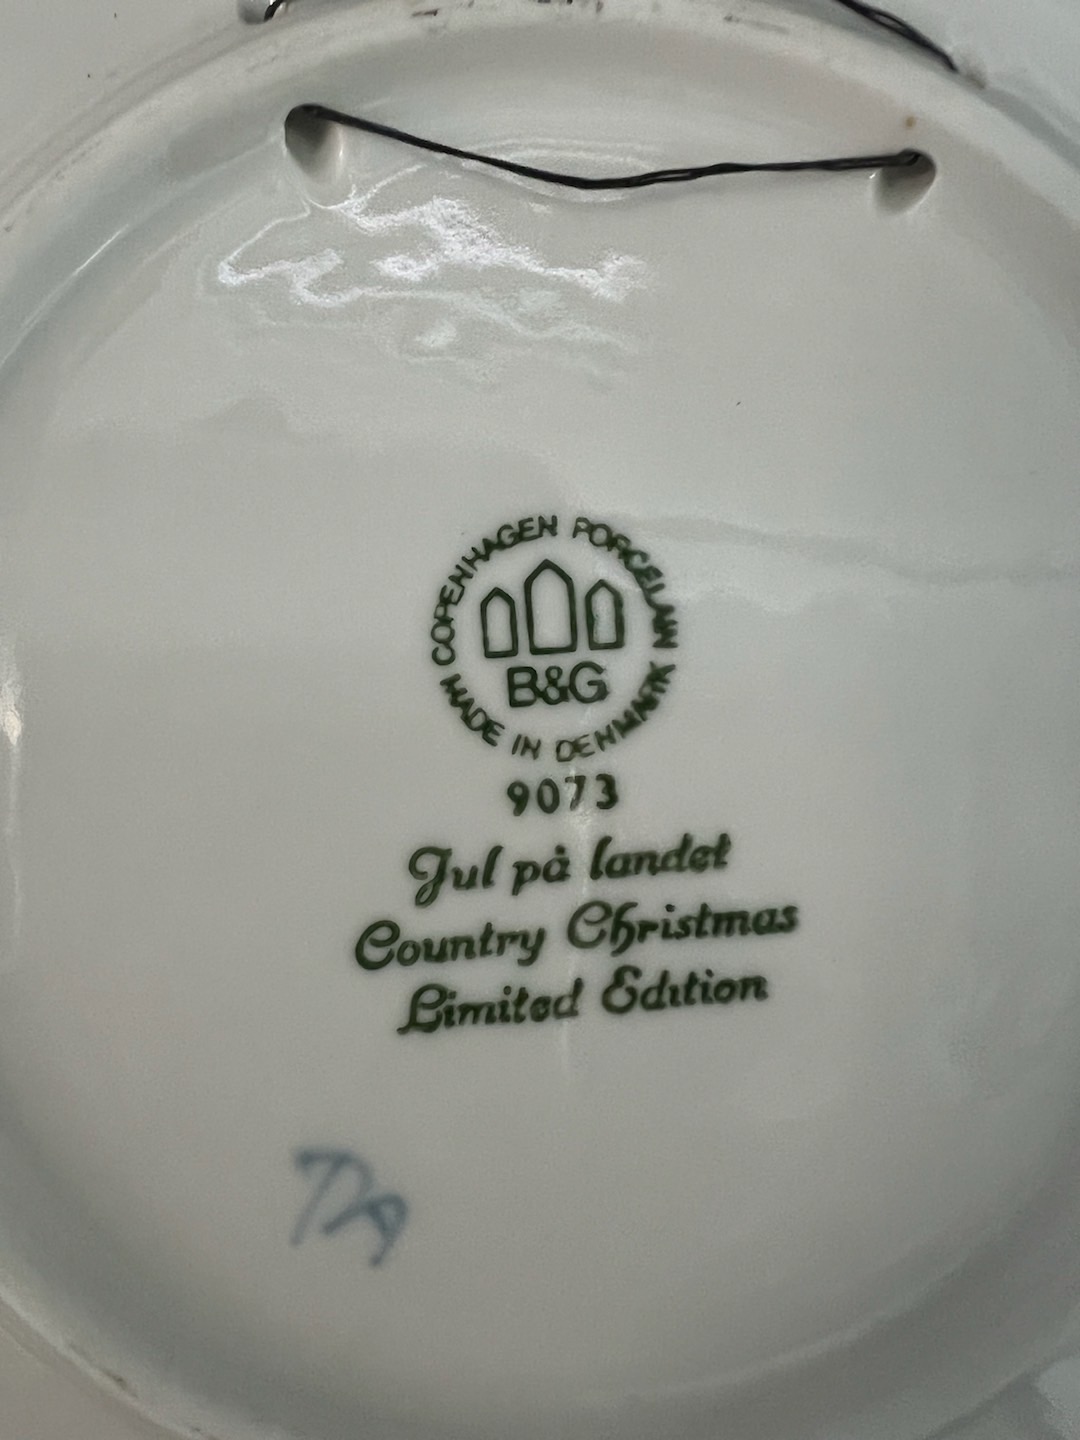 COPENHAGEN PORCELAIN
B&G
MADE IN DENMARK
9073
Jul på landet
Country Christmas
Limited Edition